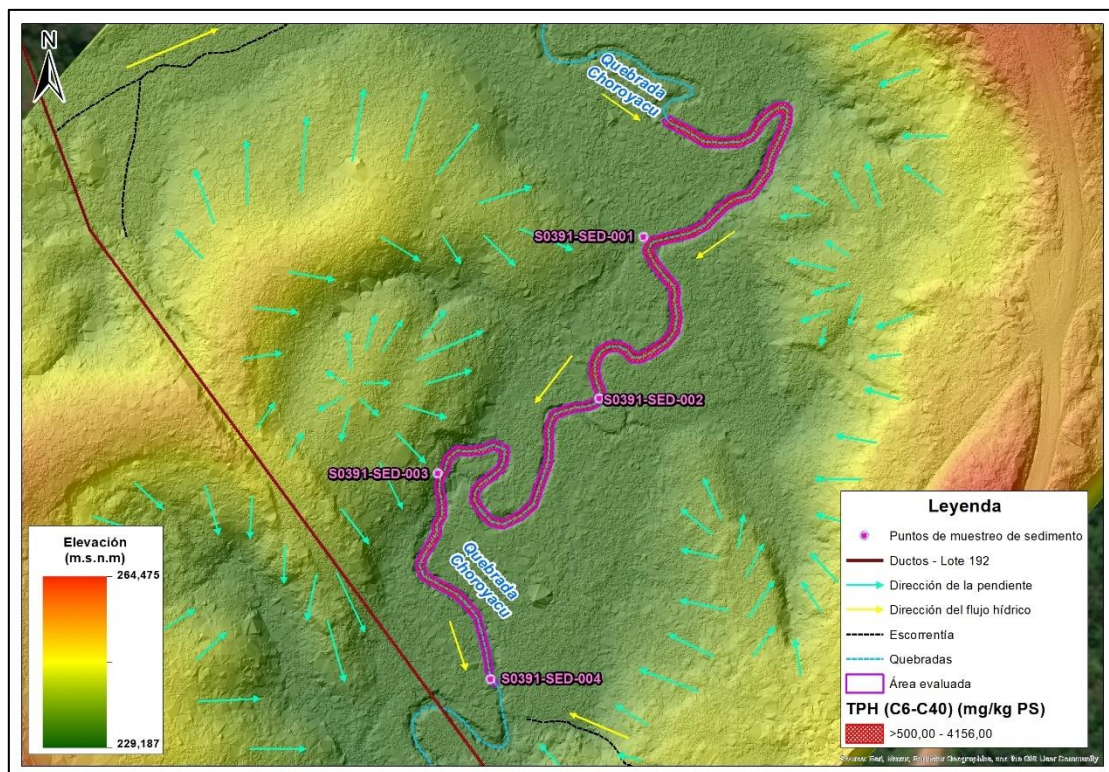 N
Quebrada
Choroyacu
S0391-SED-001
S0391-SED-002
S0391-SED-003
Quebrada
Choroyacu
S0391-SED-004
Elevación
(m.s.n.m)
264,475
229,187
Leyenda
Puntos de muestreo de sedimento
Ductos - Lote 192
Dirección de la pendiente
Dirección del flujo hídrico
Escorrentía
Quebradas
Área evaluada
TPH (C6-C40) (mg/kg PS)
>500,00 - 4156,00
Source: Esri, Maxar, Earthstar Geographics, and the GIS User Community